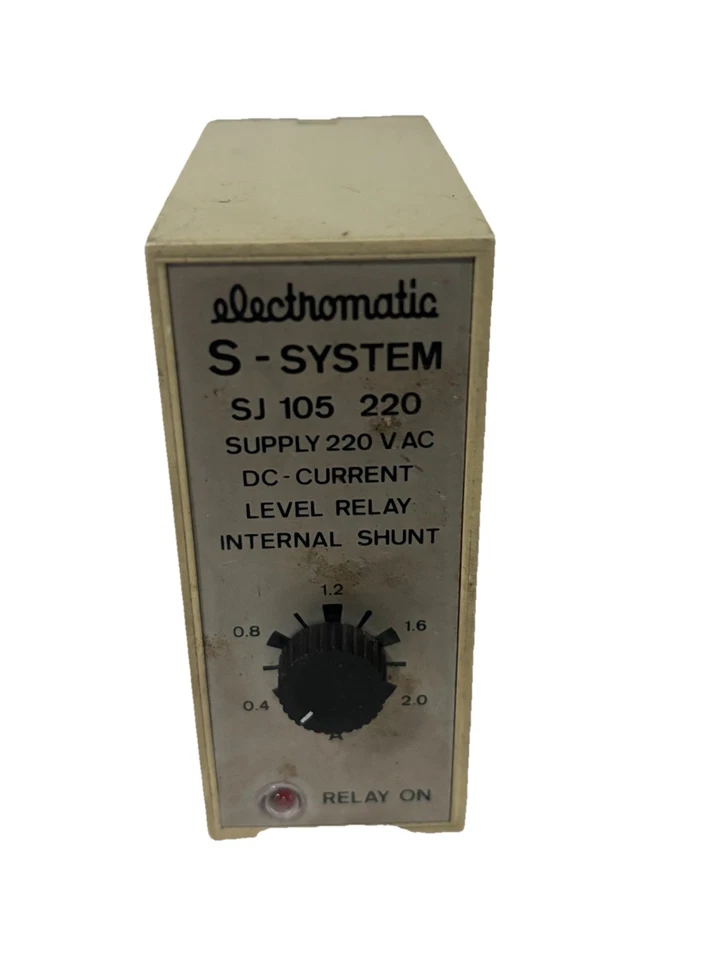 electromatic
S - SYSTEM
SJ 105 220
SUPPLY 220 V AC
DC - CURRENT
LEVEL RELAY
INTERNAL SHUNT
1.2
0.8 1.6
0.4 2.0
A
RELAY ON